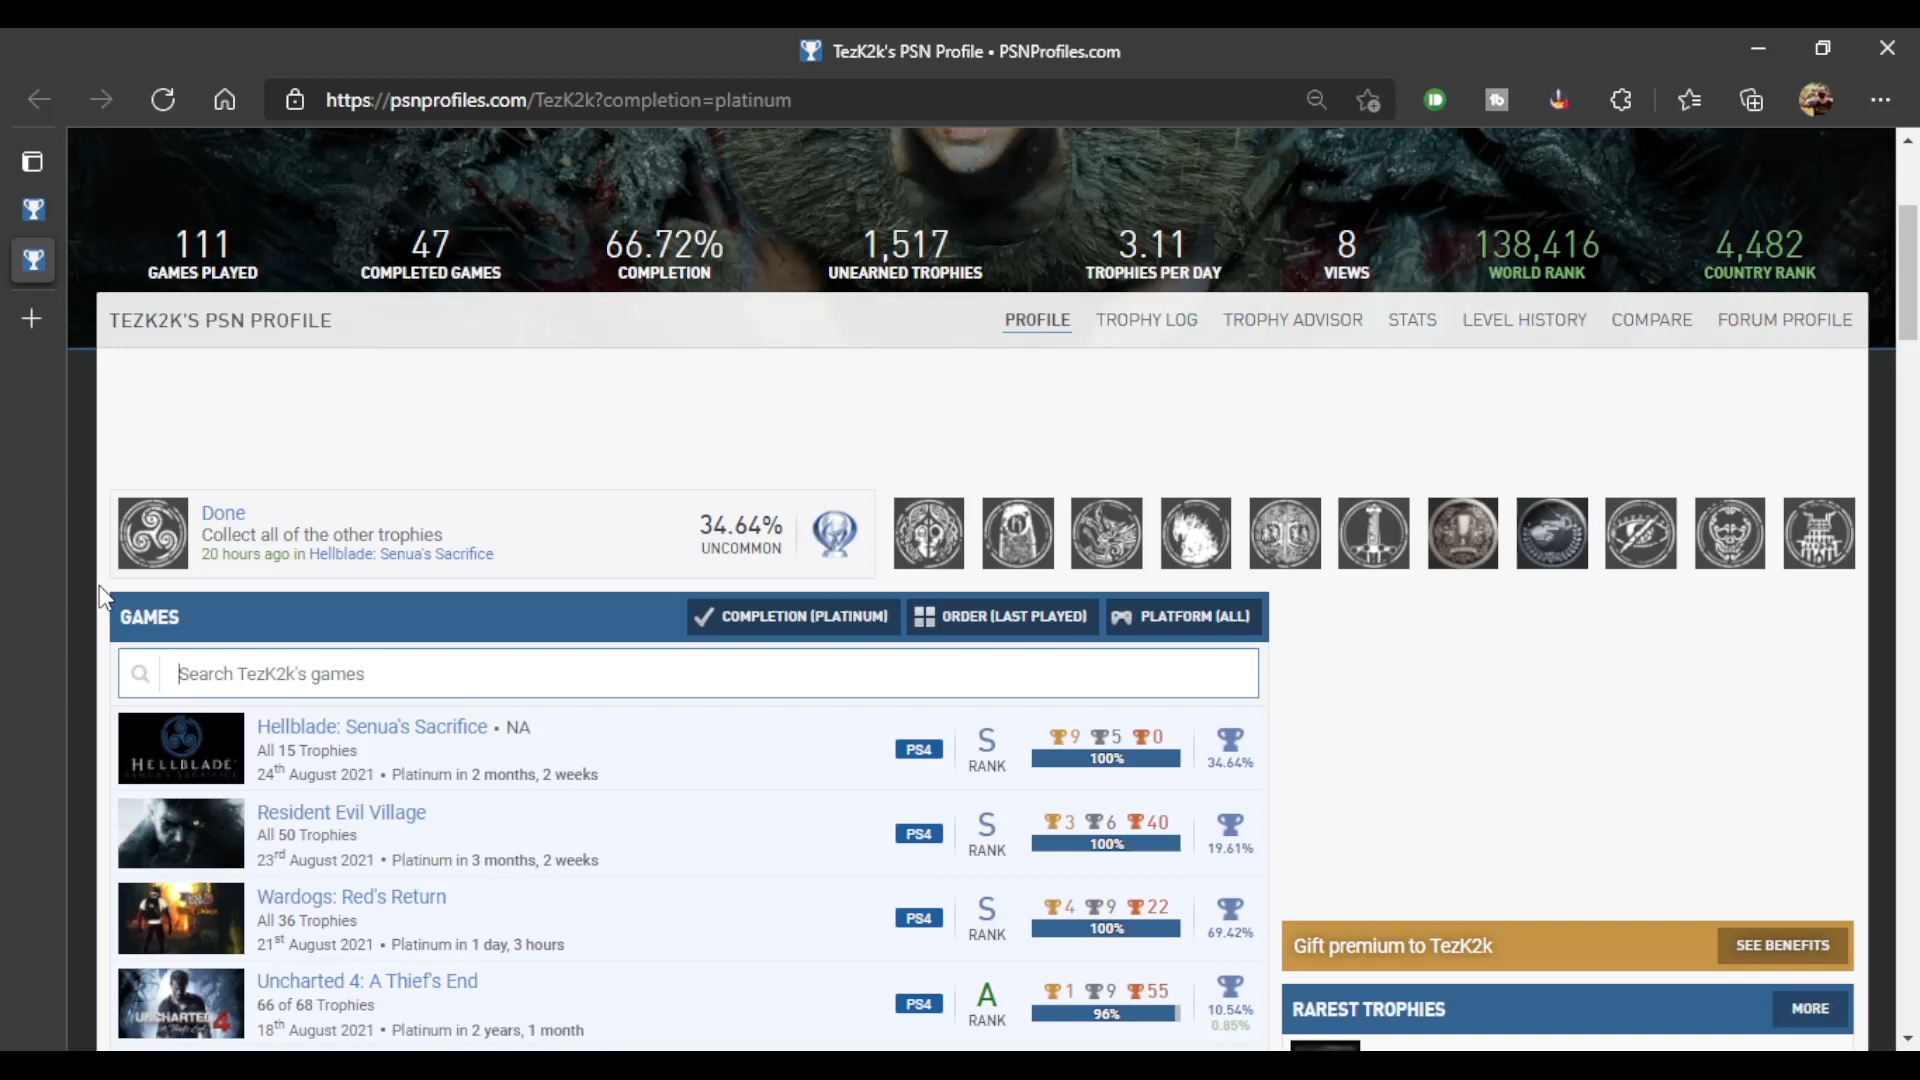 TezK2k's PSN Profile • PSNProfiles.com
https://psnprofiles.com/TezK2k?completion=platinum
111 47 66.72% 1,517 3.11 8 138,416 4,482
GAMES PLAYED COMPLETED GAMES COMPLETION UNEARNED TROPHIES TROPHIES PER DAY VIEWS WORLD RANK COUNTRY RANK
TEZK2K'S PSN PROFILE PROFILE TROPHY LOG TROPHY ADVISOR STATS LEVEL HISTORY COMPARE FORUM PROFILE
Done
Collect all of the other trophies
20 hours ago in Hellblade: Senua's Sacrifice
34.64%
UNCOMMON
GAMES COMPLETION (PLATINUM) ORDER (LAST PLAYED) PLATFORM (ALL)
Search TezK2k's games
HELLBLADE
Hellblade: Senua's Sacrifice • NA
All 15 Trophies
24th August 2021 • Platinum in 2 months, 2 weeks
PS4 S RANK 9 5 0 100% 34.64%
Resident Evil Village
All 50 Trophies
23rd August 2021 • Platinum in 3 months, 2 weeks
PS4 S RANK 3 6 40 100% 19.61%
Wardogs: Red's Return
All 36 Trophies
21st August 2021 • Platinum in 1 day, 3 hours
PS4 S RANK 4 9 22 100% 69.42%
UNCHARTED 4
Uncharted 4: A Thief's End
66 of 68 Trophies
18th August 2021 • Platinum in 2 years, 1 month
PS4 A RANK 1 9 55 96% 10.54% 0.85%
Gift premium to TezK2k SEE BENEFITS
RAREST TROPHIES MORE